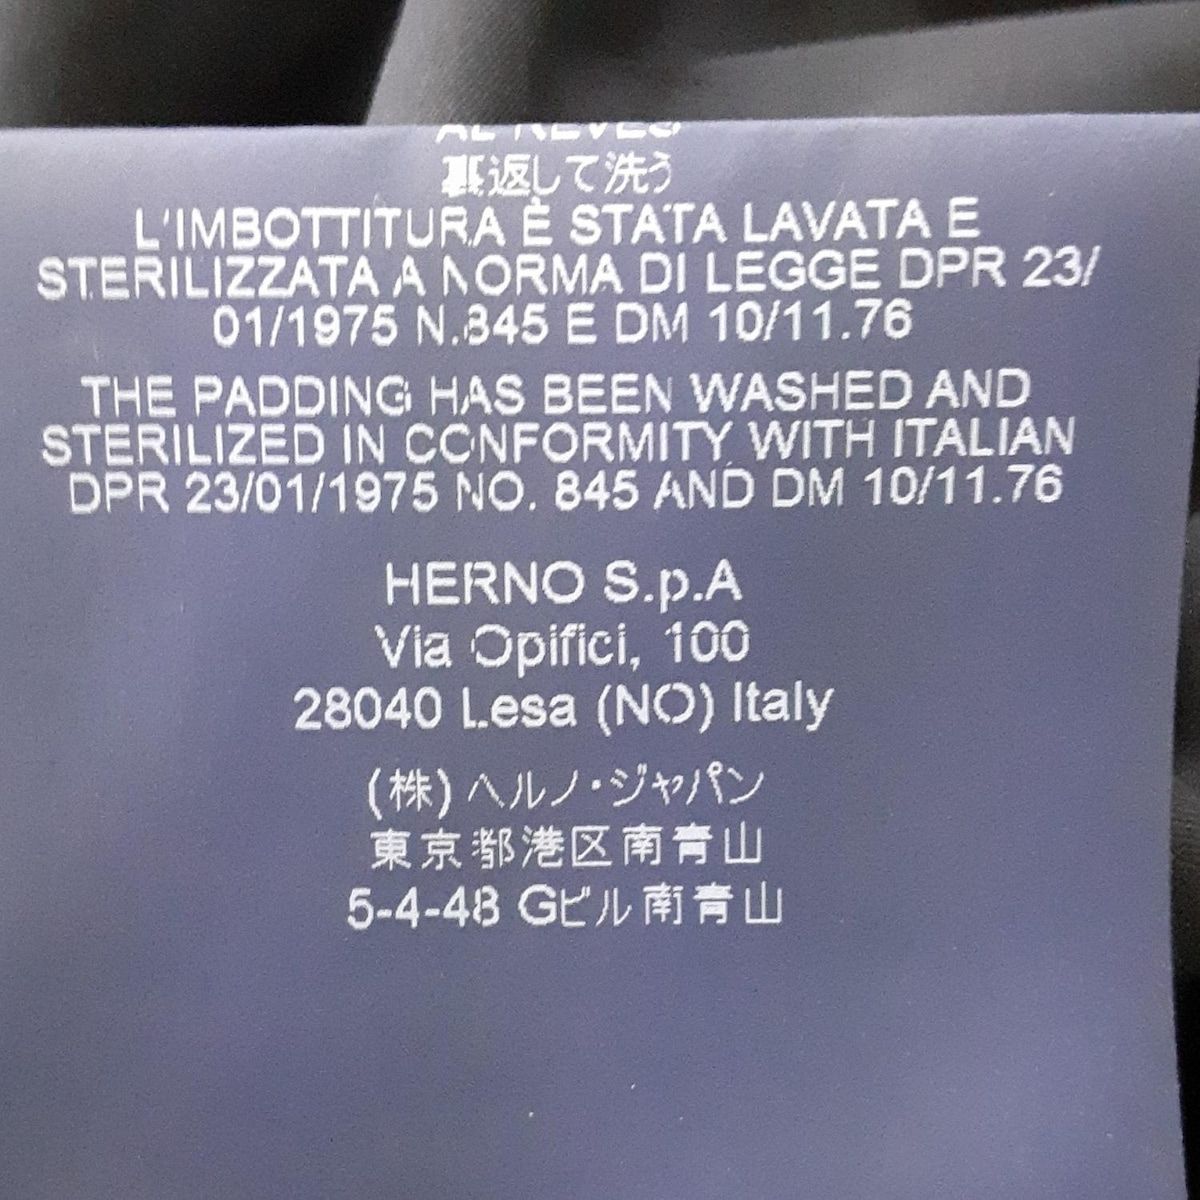 AL REVES
裏返して洗う
L'IMBOTTITURA È STATA LAVATA E
STERILIZZATA A NORMA DI LEGGE DPR 23/
01/1975 N.845 E DM 10/11.76
THE PADDING HAS BEEN WASHED AND
STERILIZED IN CONFORMITY WITH ITALIAN
DPR 23/01/1975 NO. 845 AND DM 10/11.76
HERNO S.p.A
Via Opifici, 100
28040 Lesa (NO) Italy
(株) ヘルノ・ジャパン
東京都港区南青山
5-4-48 Gビル南青山